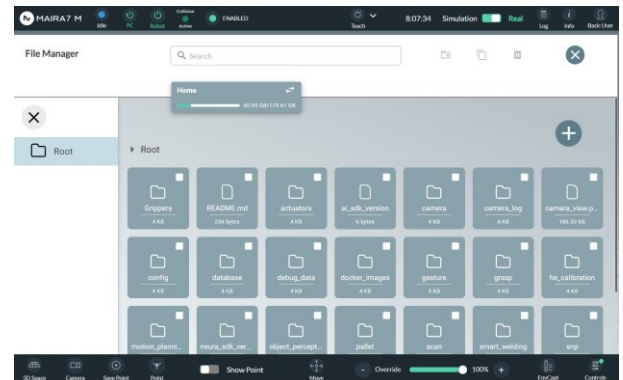 MAIRA7 M
Idle
PC
Robot
Collision
Active
ENABLED
Teach
8:07:34
Simulation
Real
Log
Info
Basic User
File Manager
Search
Home
40.05 GB/179.41 GB
Root
Root
Grippers
4 KB
README.md
236 bytes
actuators
4 KB
ai_sdk_version
6 bytes
camera
4 KB
camera_log
4 KB
camera_view.p...
config
4 KB
database
4 KB
debug_data
4 KB
docker_images
4 KB
gesture
4 KB
grasp
4 KB
he_calibration
4 KB
motion_planni...
neura_sdk_ver...
object_percept...
pallet
scan
smart_welding
snp
3D Space
Camera
Save Point
Point
Show Point
Move
- Override
100% +
EnvCast
Controls